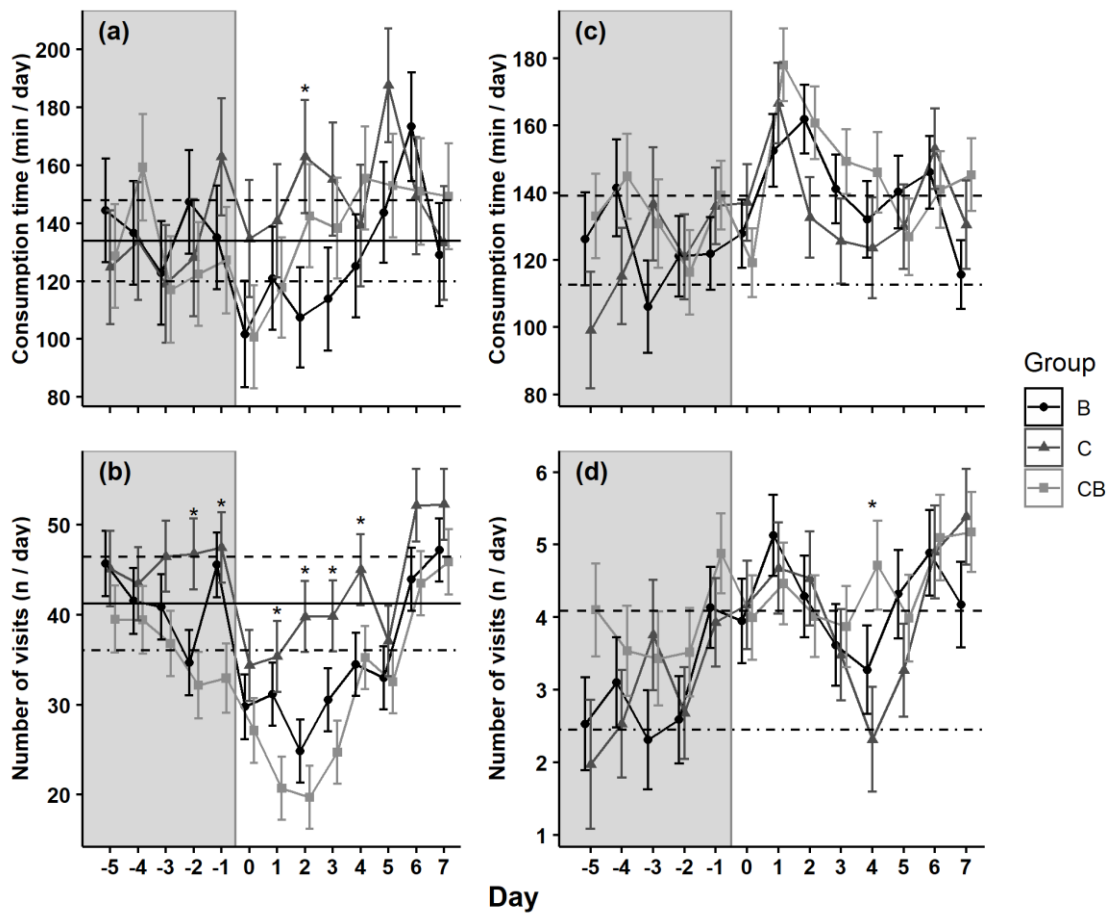 (a)
Consumption time (min / day)
200
180
160
140
120
100
80
*
(c)
Consumption time (min / day)
180
160
140
120
100
80
(b)
Number of visits (n / day)
50
40
30
20
* * * * * *
-5 -4 -3 -2 -1 0 1 2 3 4 5 6 7
(d)
Number of visits (n / day)
6
5
4
3
2
1
*
-5 -4 -3 -2 -1 0 1 2 3 4 5 6 7
Day
Group
B
C
CB